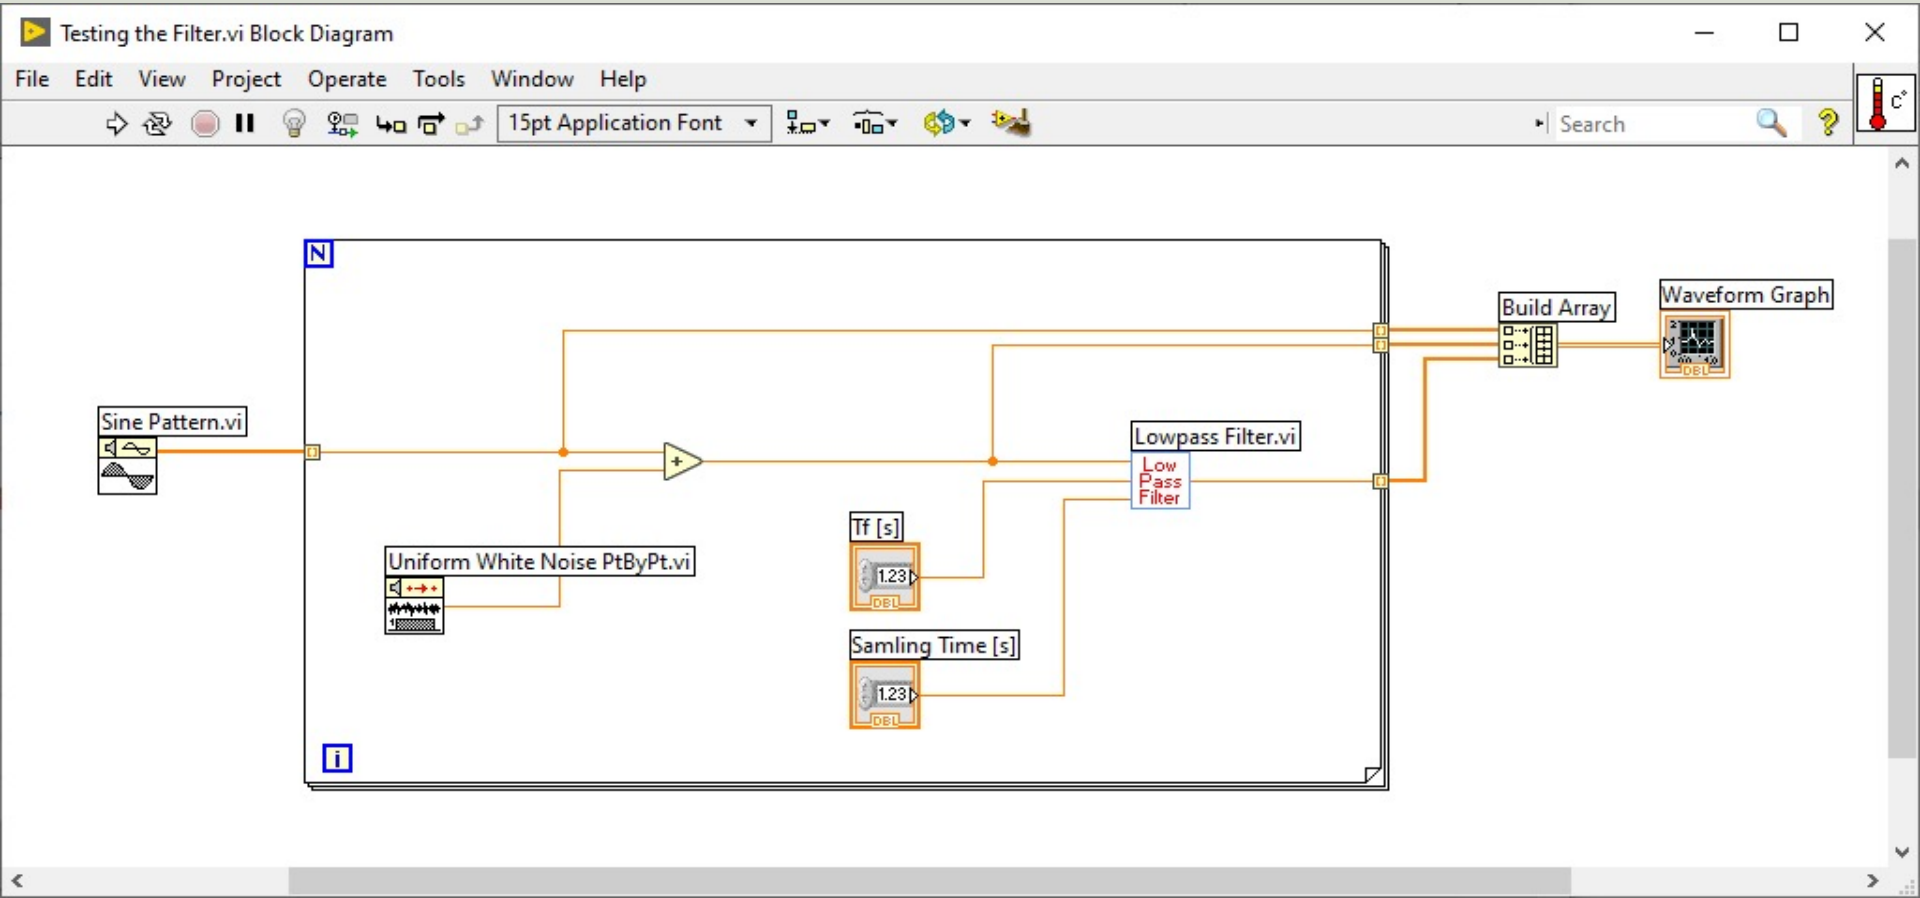 Testing the Filter.vi Block Diagram
File Edit View Project Operate Tools Window Help
15pt Application Font
Search
c°
N
Build Array
Waveform Graph
DBL
Sine Pattern.vi
+
Lowpass Filter.vi
Low
Pass
Filter
Tf [s]
1.23
DBL
Uniform White Noise PtByPt.vi
Samling Time [s]
1.23
DBL
i